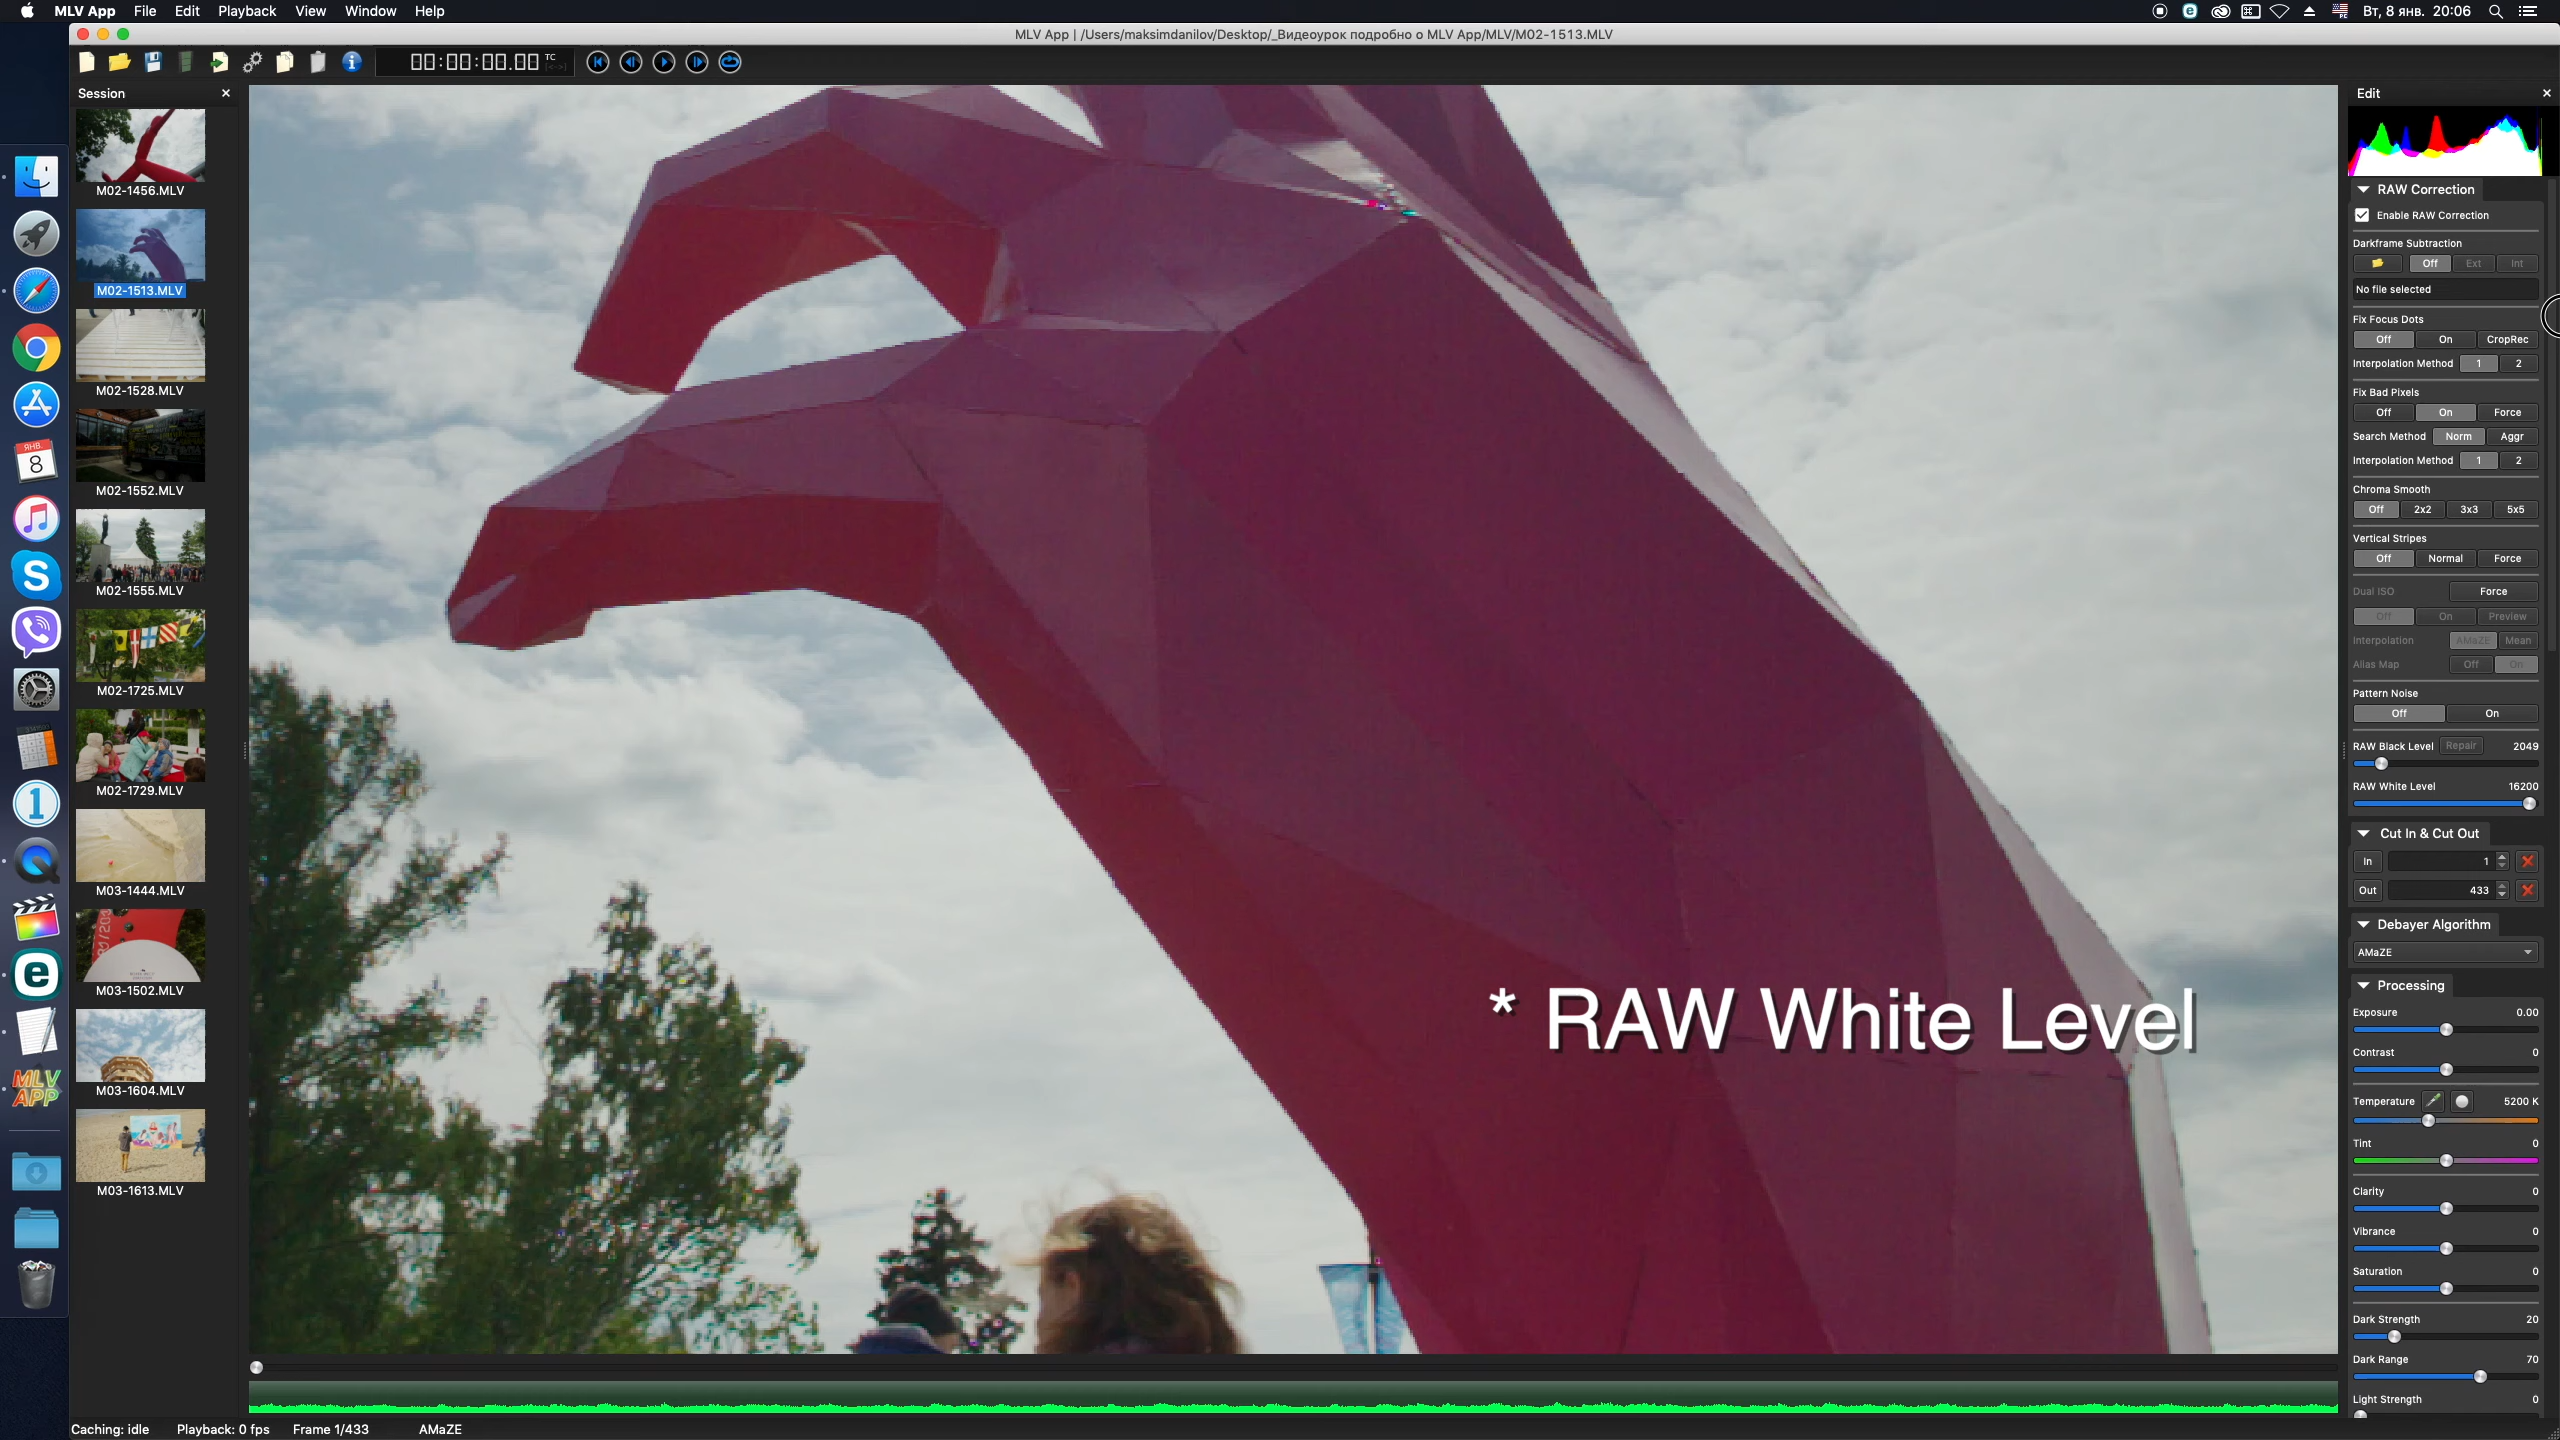 MLV App File Edit Playback View Window Help
Вт, 8 янв. 20:06
MLV App | /Users/maksimdanilov/Desktop/_Видеоурок подробно о MLV App/MLV/M02-1513.MLV
00:00:00.00 TC
Session
M02-1456.MLV
M02-1513.MLV
M02-1528.MLV
M02-1552.MLV
M02-1555.MLV
M02-1725.MLV
M02-1729.MLV
M03-1444.MLV
M03-1502.MLV
M03-1604.MLV
M03-1613.MLV
ЯНВ.
8
MLV
APP
* RAW White Level
Edit
RAW Correction
Enable RAW Correction
Darkframe Subtraction
Off Ext Int
No file selected
Fix Focus Dots
Off On CropRec
Interpolation Method 1 2
Fix Bad Pixels
Off On Force
Search Method Norm Aggr
Interpolation Method 1 2
Chroma Smooth
Off 2x2 3x3 5x5
Vertical Stripes
Off Normal Force
Dual ISO Force
Off On Preview
Interpolation AMaZE Mean
Alias Map Off On
Pattern Noise
Off On
RAW Black Level Repair 2049
RAW White Level 16200
Cut In & Cut Out
In 1
Out 433
Debayer Algorithm
AMaZE
Processing
Exposure 0.00
Contrast 0
Temperature 5200 K
Tint 0
Clarity 0
Vibrance 0
Saturation 0
Dark Strength 20
Dark Range 70
Light Strength 0
Caching: idle Playback: 0 fps Frame 1/433 AMaZE